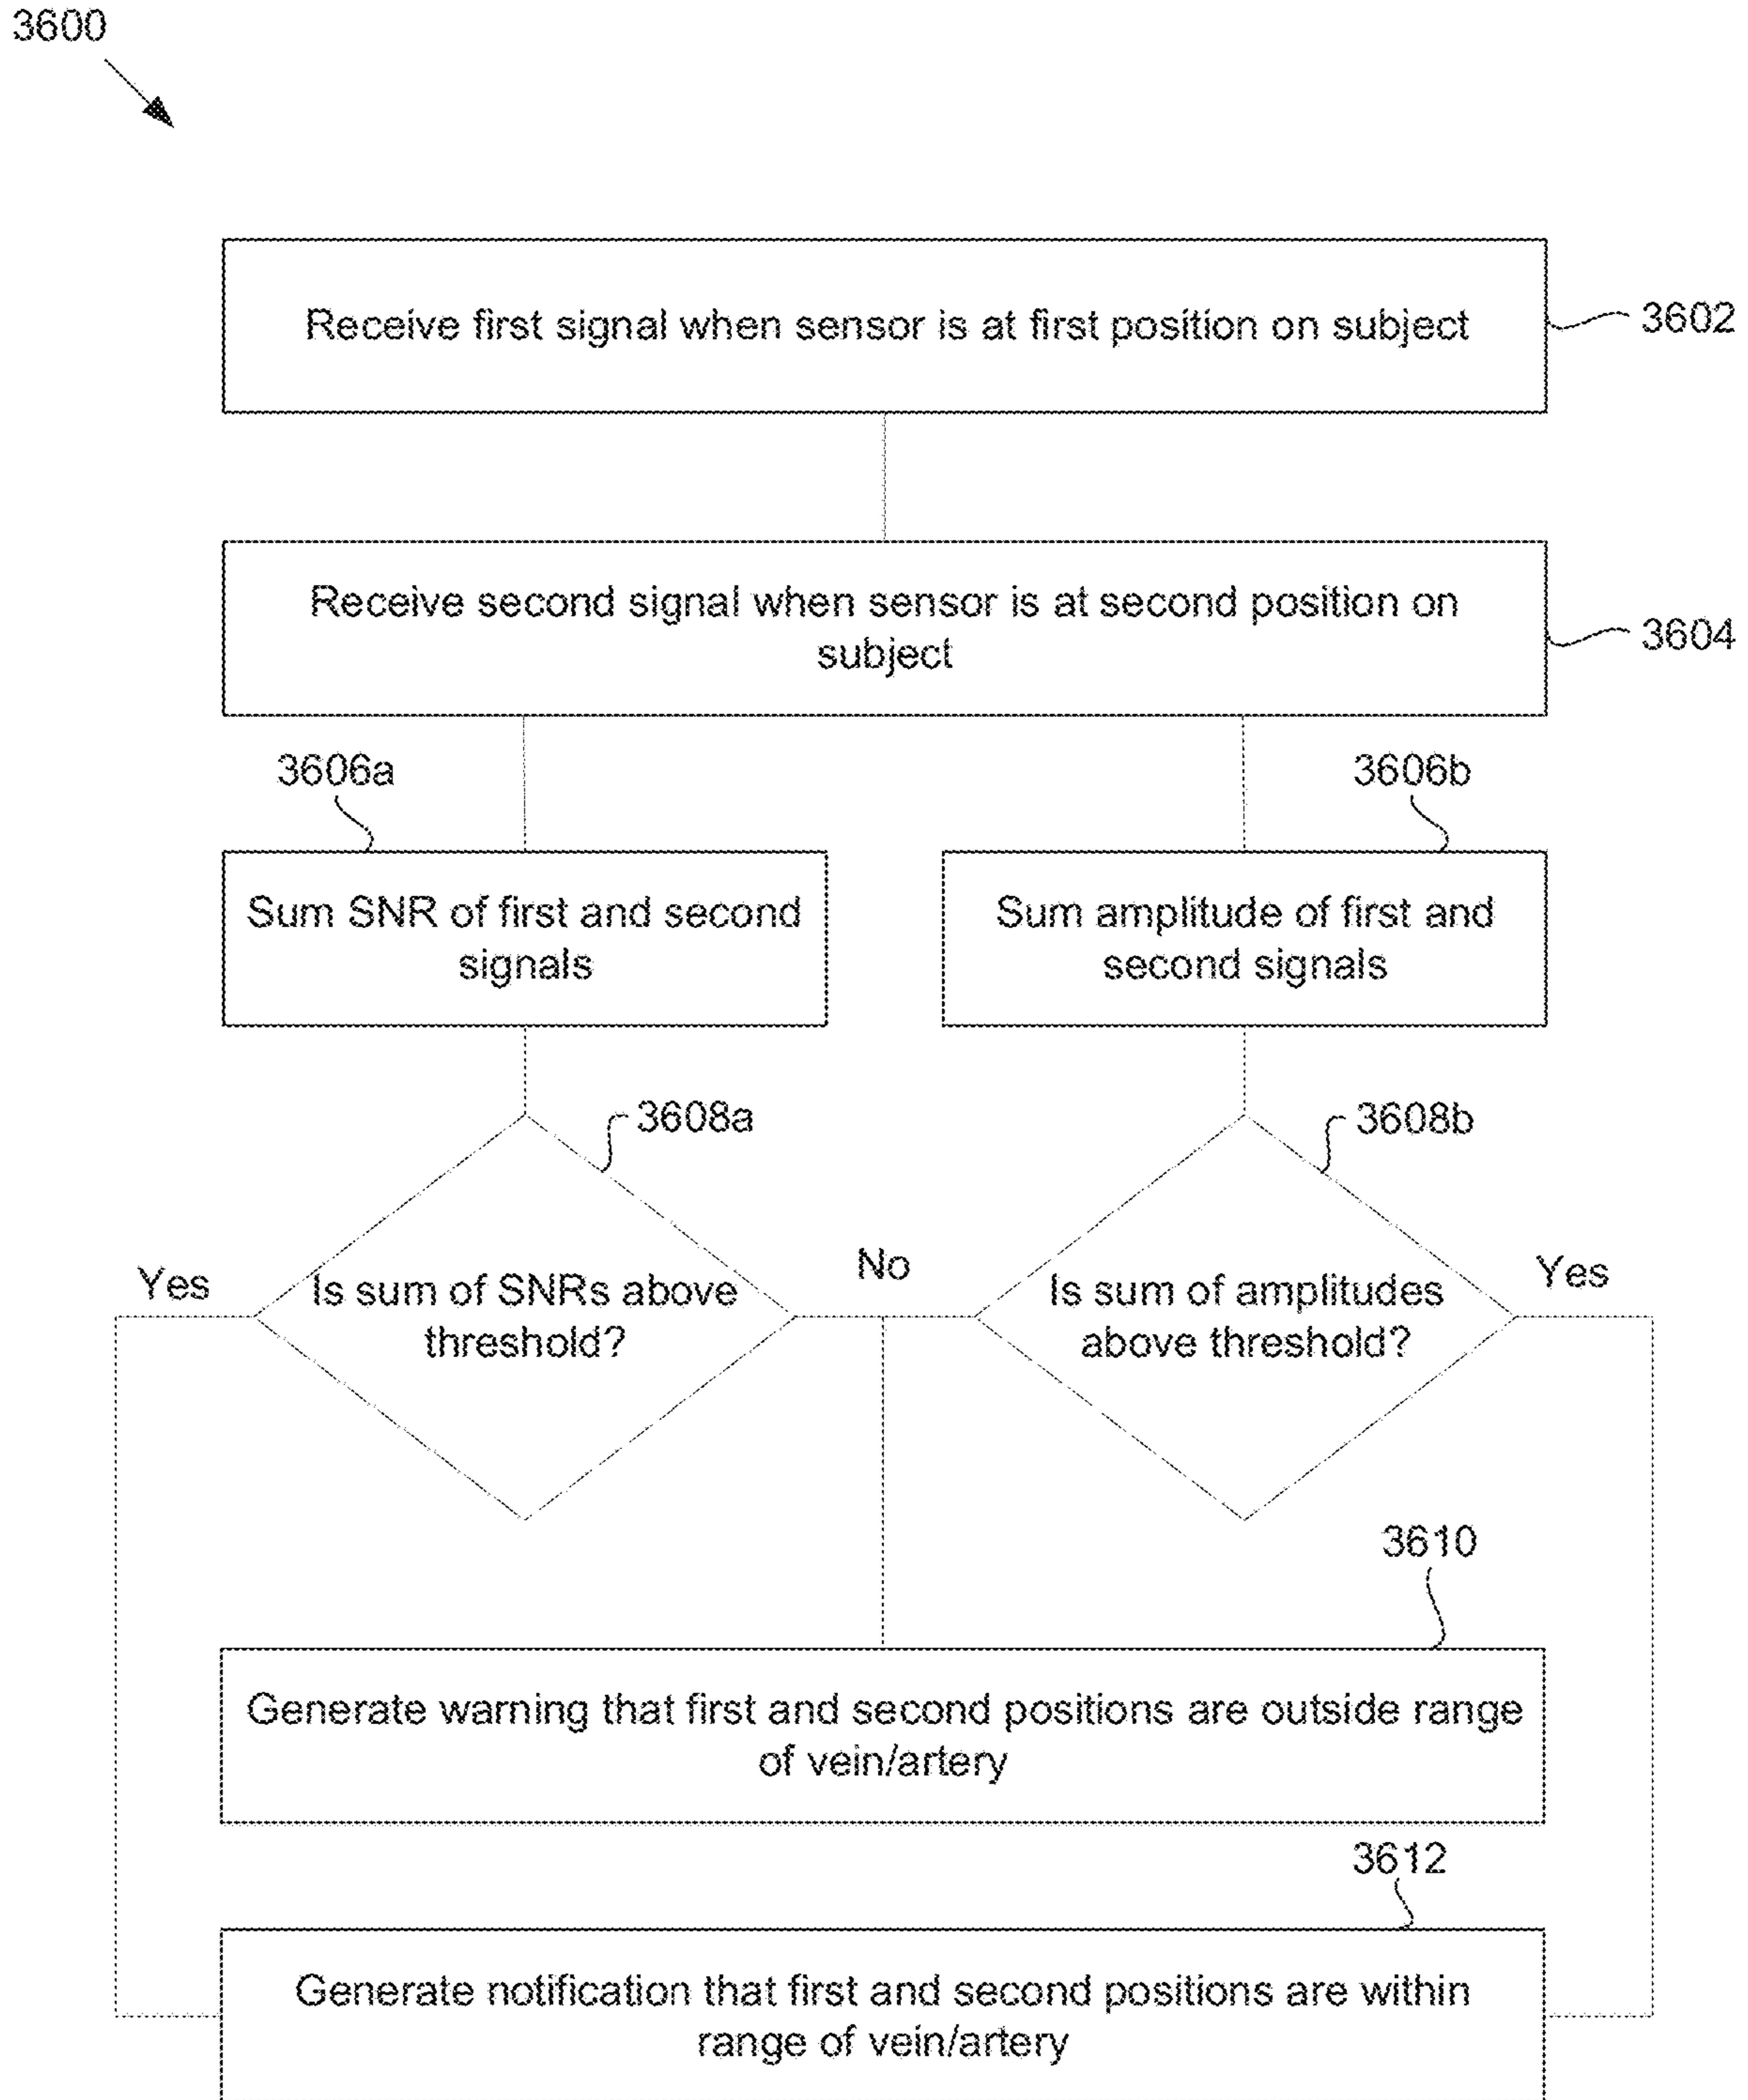 3600
Receive first signal when sensor is at first position on subject
3602
Receive second signal when sensor is at second position on
subject
3604
3606a
3606b
Sum SNR of first and second
signals
Sum amplitude of first and
second signals
3608a
3608b
Yes
Is sum of SNRs above
threshold?
No
Is sum of amplitudes
above threshold?
Yes
3610
Generate warning that first and second positions are outside range
of vein/artery
3612
Generate notification that first and second positions are within
range of vein/artery